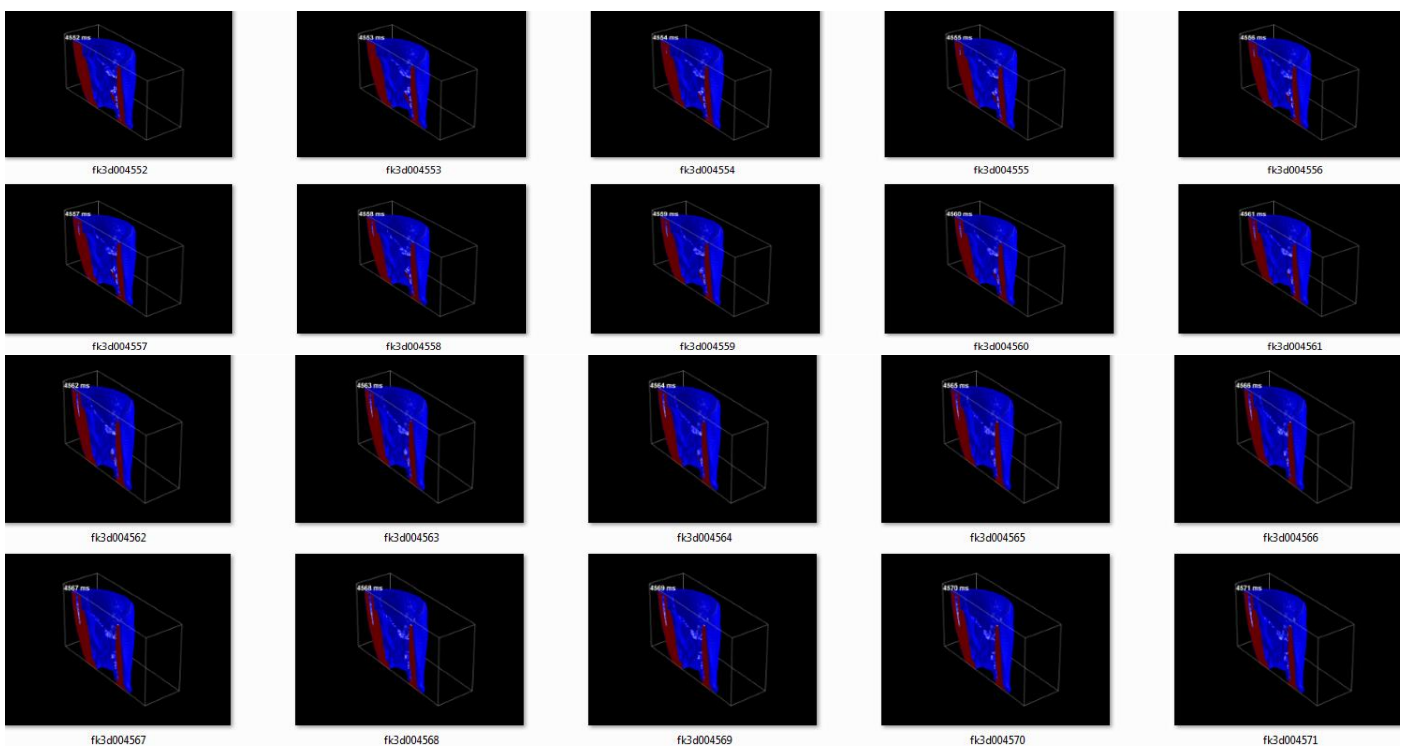 4552 ms 4553 ms 4554 ms 4555 ms 4556 ms
fk3d004552 fk3d004553 fk3d004554 fk3d004555 fk3d004556
4557 ms 4558 ms 4559 ms 4560 ms 4561 ms
fk3d004557 fk3d004558 fk3d004559 fk3d004560 fk3d004561
4562 ms 4563 ms 4564 ms 4565 ms 4566 ms
fk3d004562 fk3d004563 fk3d004564 fk3d004565 fk3d004566
4567 ms 4568 ms 4569 ms 4570 ms 4571 ms
fk3d004567 fk3d004568 fk3d004569 fk3d004570 fk3d004571